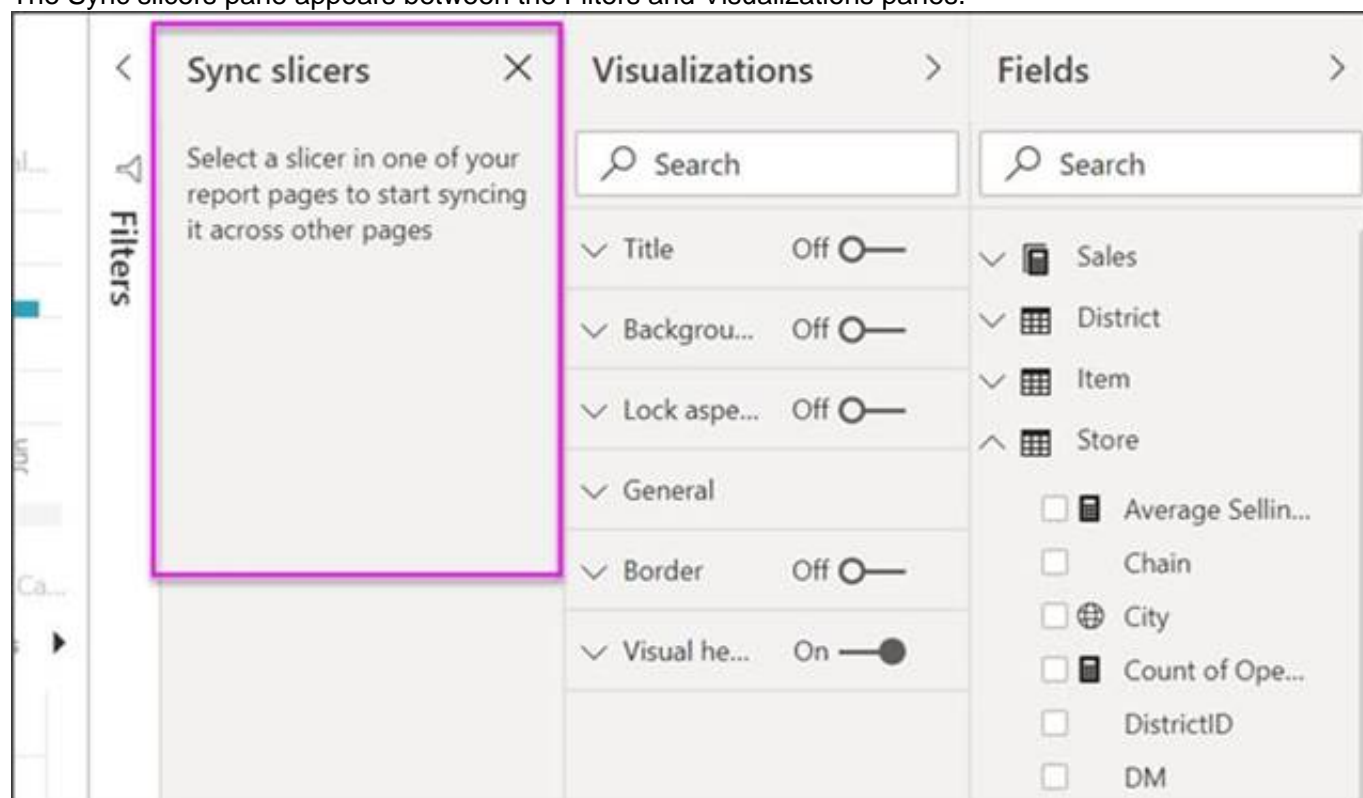 The Sync slicers pane appears between the Filters and Visualizations panes.
Sync slicers
Select a slicer in one of your
report pages to start syncing
it across other pages
Filters
Jun
Ca...
Visualizations
Search
Title Off
Backgrou... Off
Lock aspe... Off
General
Border Off
Visual he... On
Fields
Search
Sales
District
Item
Store
Average Sellin...
Chain
City
Count of Ope...
DistrictID
DM